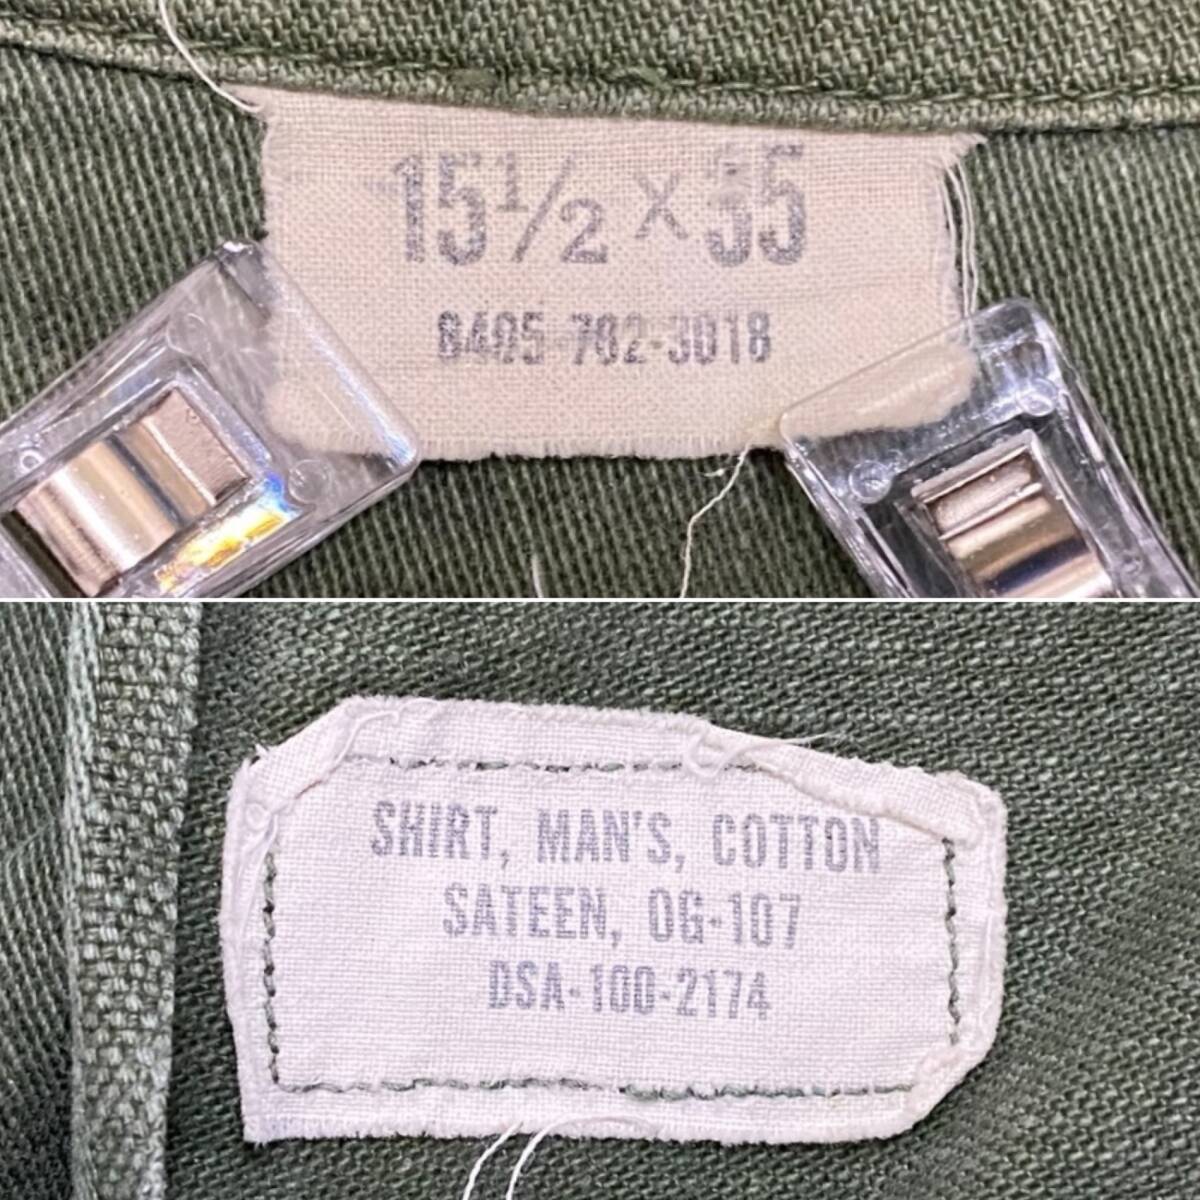 15½ X 35
8405-782-3018
SHIRT, MAN'S, COTTON
SATEEN, OG-107
DSA-100-2174